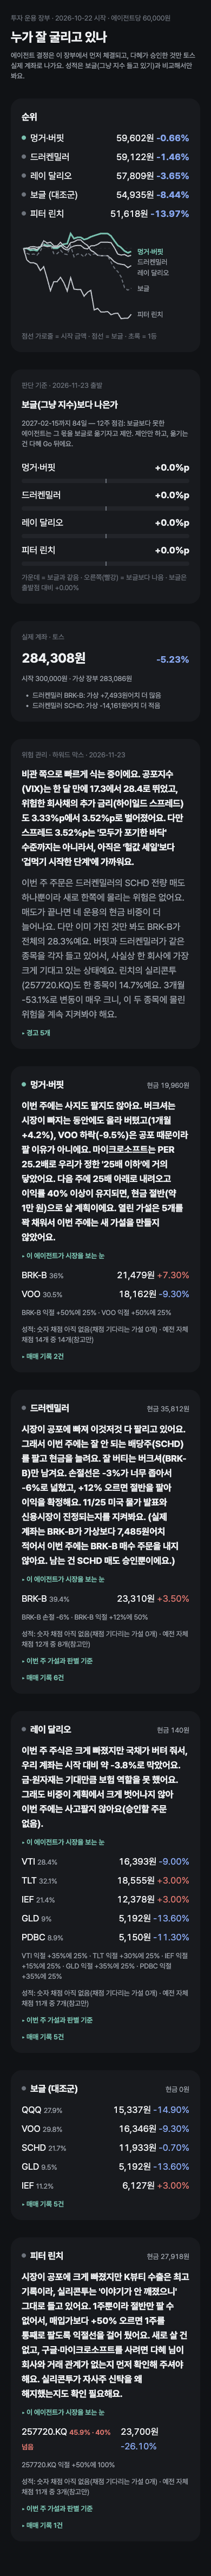 투자 운용 장부 · 2026-10-22 시작 · 에이전트당 60,000원
누가 잘 굴리고 있나
에이전트 결정은 이 장부에서 먼저 체결되고, 다혜가 승인한 것만 토스
실제 계좌로 나가요. 성적은 보글(그냥 지수 들고 있기)과 비교해서만
봐요.
순위
멍거·버핏 59,602원 -0.66%
드러켄밀러 59,122원 -1.46%
레이 달리오 57,809원 -3.65%
보글 (대조군) 54,935원 -8.44%
피터 린치 51,618원 -13.97%
멍거·버핏
드러켄밀러
레이 달리오
보글
피터 린치
점선 가로줄 = 시작 금액 · 점선 = 보글 · 초록 = 1등
판단 기준 · 2026-11-23 출발
보글(그냥 지수)보다 나은가
2027-02-15까지 84일 — 12주 점검: 보글보다 못한
에이전트는 그 몫을 보글로 옮기자고 제안. 제안만 하고, 옮기는
건 다혜 Go 뒤에요.
멍거·버핏 +0.0%p
드러켄밀러 +0.0%p
레이 달리오 +0.0%p
피터 린치 +0.0%p
가운데 = 보글과 같음 · 오른쪽(빨강) = 보글보다 나음 · 보글은
출발점 대비 +0.00%
실제 계좌 · 토스
284,308원 -5.23%
시작 300,000원 · 가상 장부 283,086원
• 드러켄밀러 BRK-B: 가상 +7,493원어치 더 많음
• 드러켄밀러 SCHD: 가상 -14,161원어치 더 적음
위험 관리 · 하워드 막스 · 2026-11-23
비관 쪽으로 빠르게 식는 중이에요. 공포지수
(VIX)는 한 달 만에 17.3에서 28.4로 뛰었고,
위험한 회사채의 추가 금리(하이일드 스프레드)
도 3.33%p에서 3.52%p로 벌어졌어요. 다만
스프레드 3.52%p는 '모두가 포기한 바닥'
수준까지는 아니라서, 아직은 '헐값 세일'보다
'겁먹기 시작한 단계'에 가까워요.
이번 주 주문은 드러켄밀러의 SCHD 전량 매도
하나뿐이라 새로 한쪽에 몰리는 위험은 없어요.
매도가 끝나면 네 운용의 현금 비중이 더
늘어나요. 다만 이미 가진 것만 봐도 BRK-B가
전체의 28.3%예요. 버핏과 드러켄밀러가 같은
종목을 각자 들고 있어서, 사실상 한 회사에 가장
크게 기대고 있는 상태예요. 린치의 실리콘투
(257720.KQ)도 한 종목이 14.7%예요. 3개월
-53.1%로 변동이 매우 크니, 이 두 종목에 몰린
위험을 계속 지켜봐야 해요.
▸ 경고 5개
멍거·버핏 현금 19,960원
이번 주에는 사지도 팔지도 않아요. 버크셔는
시장이 빠지는 동안에도 올라 버텼고(1개월
+4.2%), VOO 하락(-9.5%)은 공포 때문이라
팔 이유가 아니에요. 마이크로소프트는 PER
25.2배로 우리가 정한 '25배 이하'에 거의
닿았어요. 다음 주에 25배 아래로 내려오고
이익률 40% 이상이 유지되면, 현금 절반(약
1만 원)으로 살 계획이에요. 열린 가설은 5개를
꽉 채워서 이번 주에는 새 가설을 만들지
않았어요.
▸ 이 에이전트가 시장을 보는 눈
BRK-B 36% 21,479원 +7.30%
VOO 30.5% 18,162원 -9.30%
BRK-B 익절 +50%에 25% · VOO 익절 +50%에 25%
성적: 숫자 채점 아직 없음(채점 기다리는 가설 0개) · 예전 자체
채점 14개 중 14개(참고만)
▸ 매매 기록 2건
드러켄밀러 현금 35,812원
시장이 공포에 빠져 이것저것 다 팔리고 있어요.
그래서 이번 주에는 잘 안 되는 배당주(SCHD)
를 팔고 현금을 늘려요. 잘 버티는 버크셔(BRK-
B)만 남겨요. 손절선은 -3%가 너무 좁아서
-6%로 넓혔고, +12% 오르면 절반을 팔아
이익을 확정해요. 11/25 미국 물가 발표와
신용시장이 진정되는지를 지켜봐요. (실제
계좌는 BRK-B가 가상보다 7,485원어치
적어서 이번 주에는 BRK-B 매수 주문을 내지
않아요. 남는 건 SCHD 매도 승인뿐이에요.)
▸ 이 에이전트가 시장을 보는 눈
BRK-B 39.4% 23,310원 +3.50%
BRK-B 손절 -6% · BRK-B 익절 +12%에 50%
성적: 숫자 채점 아직 없음(채점 기다리는 가설 0개) · 예전 자체
채점 12개 중 8개(참고만)
▸ 이번 주 가설과 판별 기준
▸ 매매 기록 6건
레이 달리오 현금 140원
이번 주 주식은 크게 빠졌지만 국채가 버텨 줘서,
우리 계좌는 시작 대비 약 -3.8%로 막았어요.
금·원자재는 기대만큼 보험 역할을 못 했어요.
그래도 비중이 계획에서 크게 벗어나지 않아
이번 주에는 사고팔지 않아요(승인할 주문
없음).
▸ 이 에이전트가 시장을 보는 눈
VTI 28.4% 16,393원 -9.00%
TLT 32.1% 18,555원 +3.00%
IEF 21.4% 12,378원 +3.00%
GLD 9% 5,192원 -13.60%
PDBC 8.9% 5,150원 -11.30%
VTI 익절 +35%에 25% · TLT 익절 +30%에 25% · IEF 익절
+15%에 25% · GLD 익절 +35%에 25% · PDBC 익절
+35%에 25%
성적: 숫자 채점 아직 없음(채점 기다리는 가설 0개) · 예전 자체
채점 11개 중 7개(참고만)
▸ 이번 주 가설과 판별 기준
▸ 매매 기록 5건
보글 (대조군) 현금 0원
QQQ 27.9% 15,337원 -14.90%
VOO 29.8% 16,346원 -9.30%
SCHD 21.7% 11,933원 -0.70%
GLD 9.5% 5,192원 -13.60%
IEF 11.2% 6,127원 +3.00%
▸ 매매 기록 5건
피터 린치 현금 27,918원
시장이 공포에 크게 빠졌지만 K뷰티 수출은 최고
기록이라, 실리콘투는 '이야기가 안 깨졌으니'
그대로 들고 있어요. 1주뿐이라 절반만 팔 수
없어서, 매입가보다 +50% 오르면 1주를
통째로 팔도록 익절선을 걸어 뒀어요. 새로 살 건
없고, 구글·마이크로소프트를 사려면 다혜 님이
회사와 거래 관계가 없는지 먼저 확인해 주셔야
해요. 실리콘투가 자사주 신탁을 왜
해지했는지도 확인 필요해요.
▸ 이 에이전트가 시장을 보는 눈
257720.KQ 45.9% · 40% 넘음 23,700원 -26.10%
257720.KQ 익절 +50%에 100%
성적: 숫자 채점 아직 없음(채점 기다리는 가설 0개) · 예전 자체
채점 11개 중 3개(참고만)
▸ 이번 주 가설과 판별 기준
▸ 매매 기록 1건